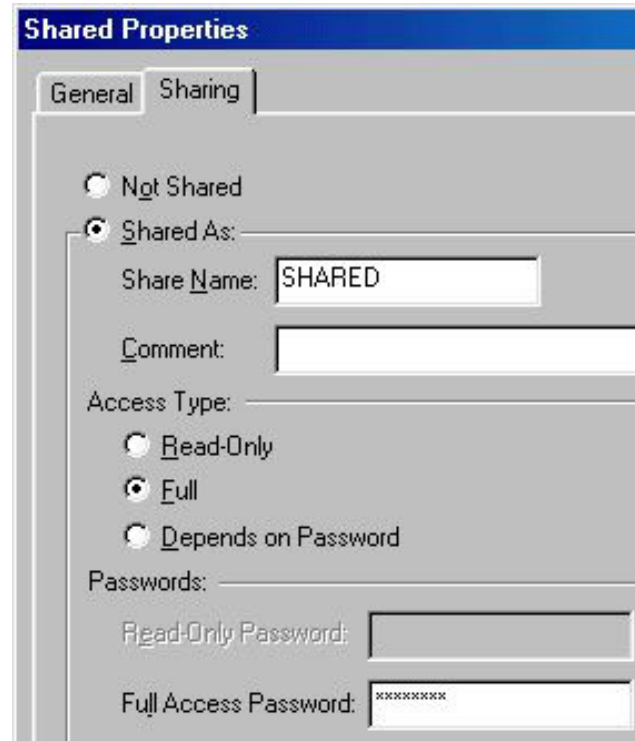 Shared Properties
General Sharing
Not Shared
Shared As:
Share Name: SHARED
Comment:
Access Type:
Read-Only
Full
Depends on Password
Passwords:
Read-Only Password:
Full Access Password: ********